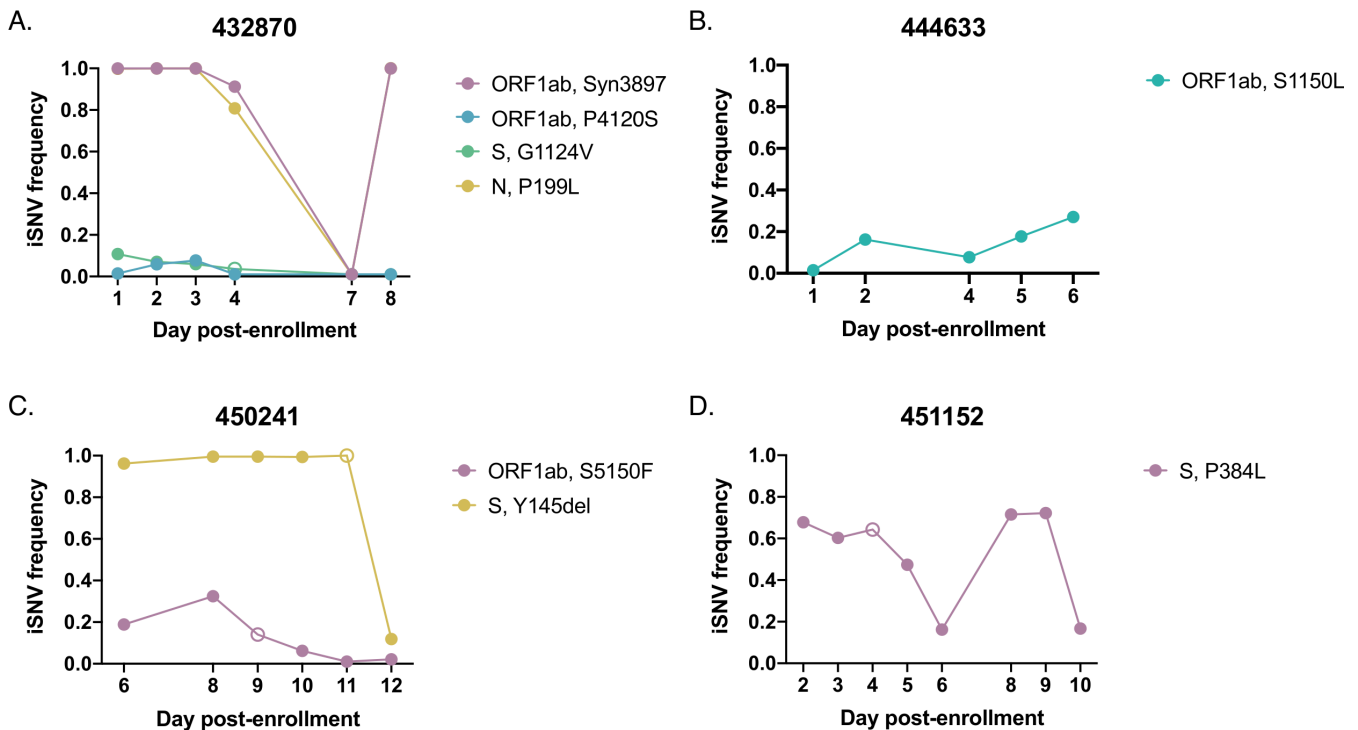 A.
432870
iSNV frequency
1.0
0.8
0.6
0.4
0.2
0.0
1 2 3 4 7 8
Day post-enrollment
ORF1ab, Syn3897
ORF1ab, P4120S
S, G1124V
N, P199L
B.
444633
iSNV frequency
1.0
0.8
0.6
0.4
0.2
0.0
1 2 4 5 6
Day post-enrollment
ORF1ab, S1150L
C.
450241
iSNV frequency
1.0
0.8
0.6
0.4
0.2
0.0
6 8 9 10 11 12
Day post-enrollment
ORF1ab, S5150F
S, Y145del
D.
451152
iSNV frequency
1.0
0.8
0.6
0.4
0.2
0.0
2 3 4 5 6 8 9 10
Day post-enrollment
S, P384L